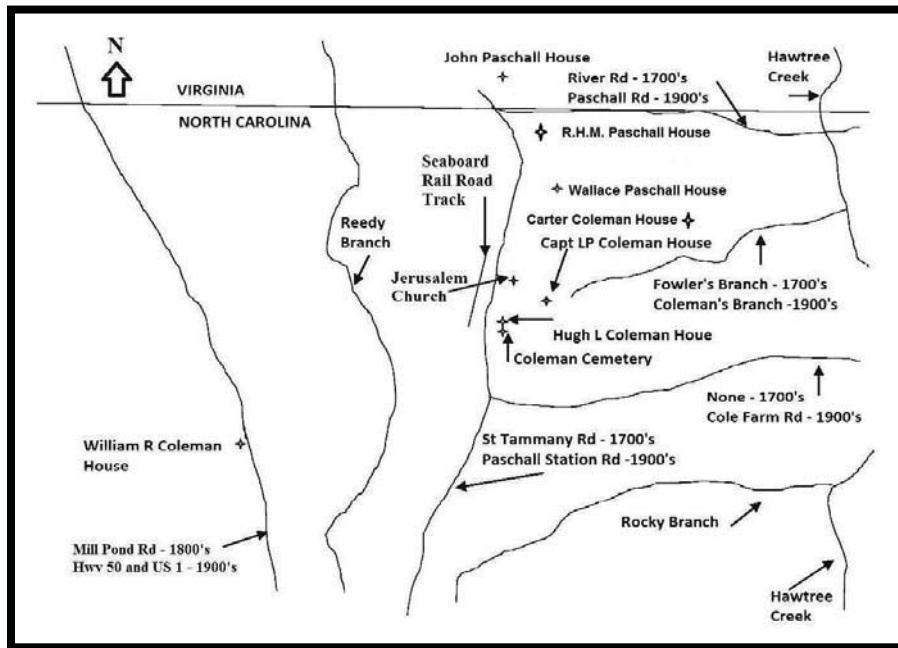 N
John Paschall House
Hawtree
Creek
River Rd - 1700's
Paschall Rd - 1900's
VIRGINIA
NORTH CAROLINA
R.H.M. Paschall House
Seaboard
Rail Road
Track
Wallace Paschall House
Reedy
Branch
Carter Coleman House
Capt LP Coleman House
Jerusalem
Church
Fowler's Branch - 1700's
Coleman's Branch -1900's
Hugh L Coleman Houe
Coleman Cemetery
None - 1700's
Cole Farm Rd - 1900's
William R Coleman
House
St Tammany Rd - 1700's
Paschall Station Rd -1900's
Rocky Branch
Mill Pond Rd - 1800's
Hwv 50 and US 1 - 1900's
Hawtree
Creek